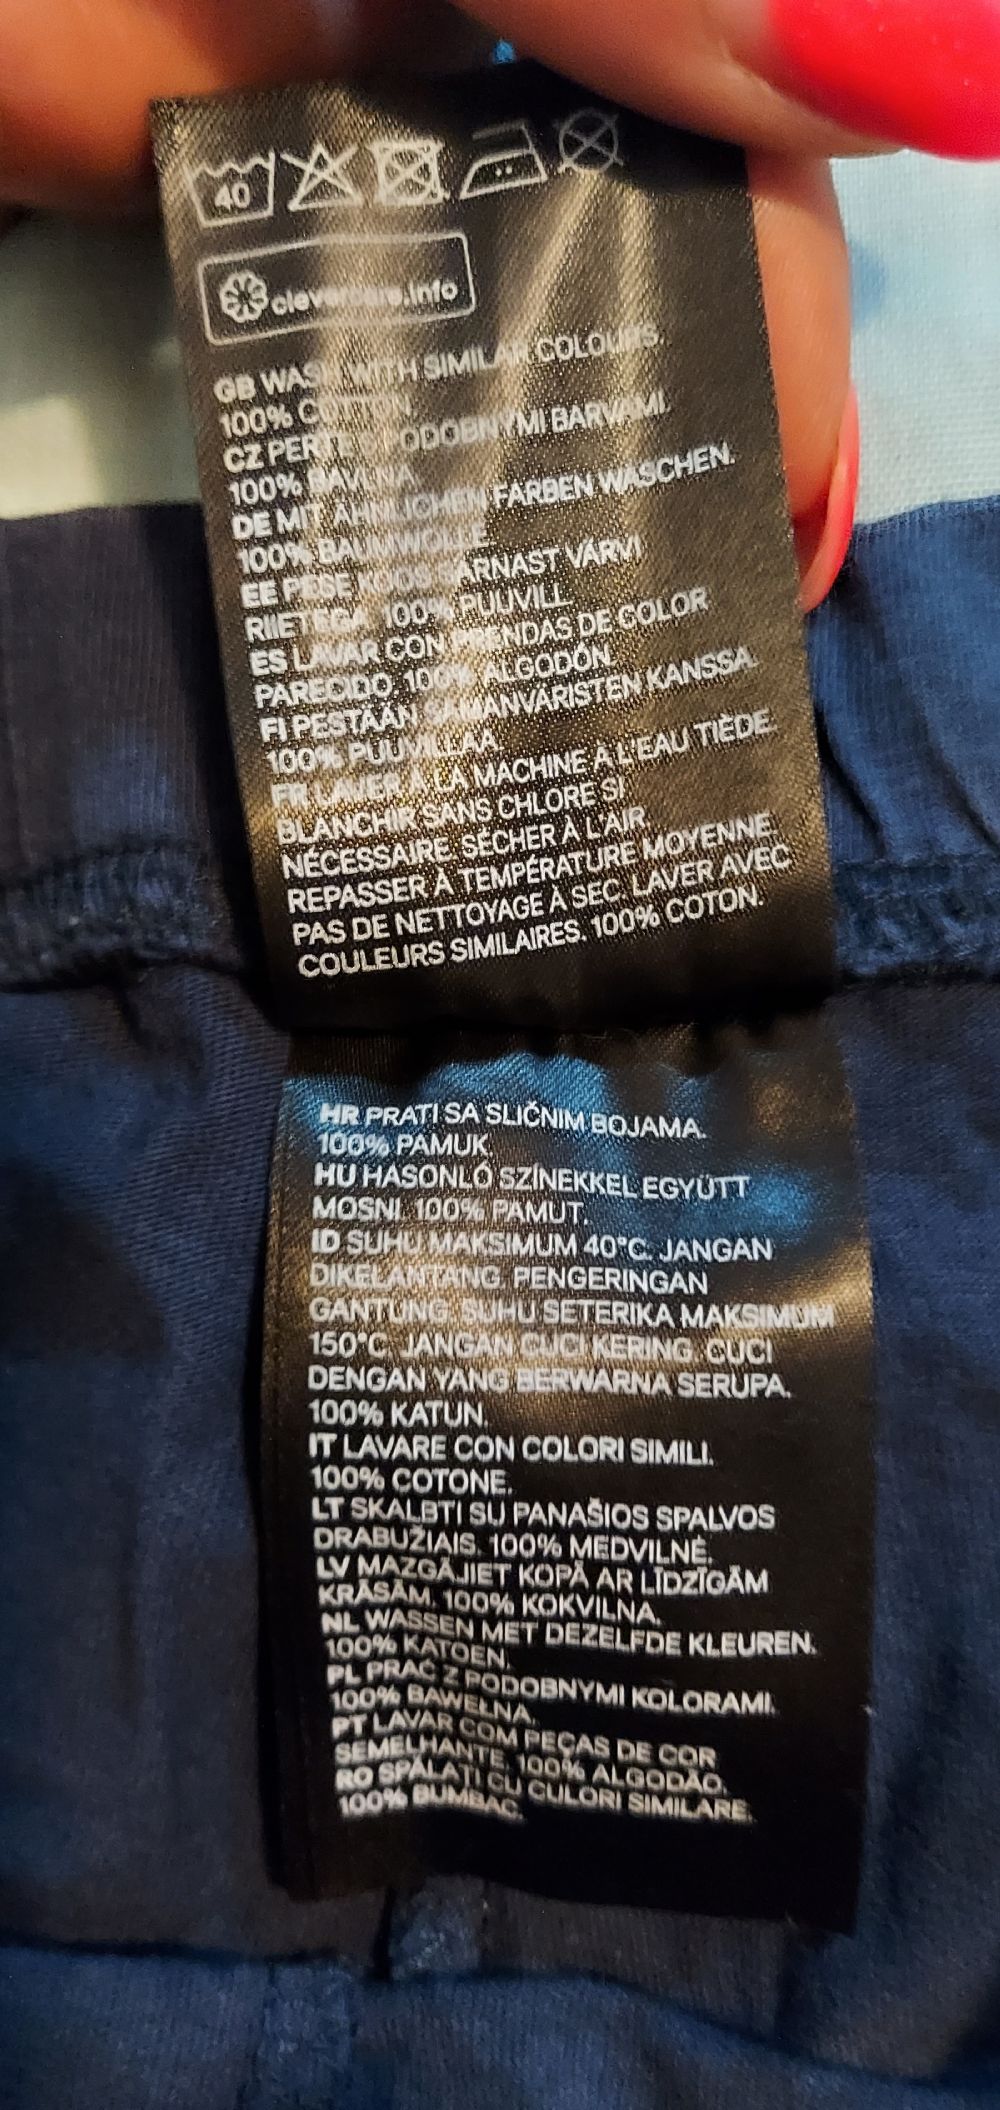 40
clevercare.info
GB WASH WITH SIMILAR COLOURS.
100% COTTON.
CZ PERTE S PODOBNÝMI BARVAMI.
100% BAVLNA.
DE MIT ÄHNLICHEN FARBEN WASCHEN.
100% BAUMWOLLE
EE PESE KOOS SARNAST VÄRVI
RIIETEGA. 100% PUUVILL
ES LAVAR CON PRENDAS DE COLOR
PARECIDO. 100% ALGODÓN.
FI PESTÄÄN SAMANVÄRISTEN KANSSA.
100% PUUVILLAA
FR LAVER À LA MACHINE À L'EAU TIÈDE.
BLANCHIR SANS CHLORE SI
NÉCESSAIRE. SÉCHER À L'AIR.
REPASSER À TEMPÉRATURE MOYENNE.
PAS DE NETTOYAGE À SEC. LAVER AVEC
COULEURS SIMILAIRES. 100% COTON.
HR PRATI SA SLIČNIM BOJAMA.
100% PAMUK.
HU HASONLÓ SZÍNEKKEL EGYÜTT
MOSNI. 100% PAMUT.
ID SUHU MAKSIMUM 40°C. JANGAN
DIKELANTANG. PENGERINGAN
GANTUNG. SUHU SETERIKA MAKSIMUM
150°C. JANGAN CUCI KERING. CUCI
DENGAN YANG BERWARNA SERUPA.
100% KATUN.
IT LAVARE CON COLORI SIMILI.
100% COTONE.
LT SKALBTI SU PANAŠIOS SPALVOS
DRABUŽIAIS. 100% MEDVILNĖ.
LV MAZGĀJIET KOPĀ AR LĪDZĪGĀM
KRĀSĀM. 100% KOKVILNA.
NL WASSEN MET DEZELFDE KLEUREN.
100% KATOEN.
PL PRAĆ Z PODOBNYMI KOLORAMI.
100% BAWEŁNA.
PT LAVAR COM PEÇAS DE COR
SEMELHANTE. 100% ALGODÃO.
RO SPĂLAȚI CU CULORI SIMILARE.
100% BUMBAC.